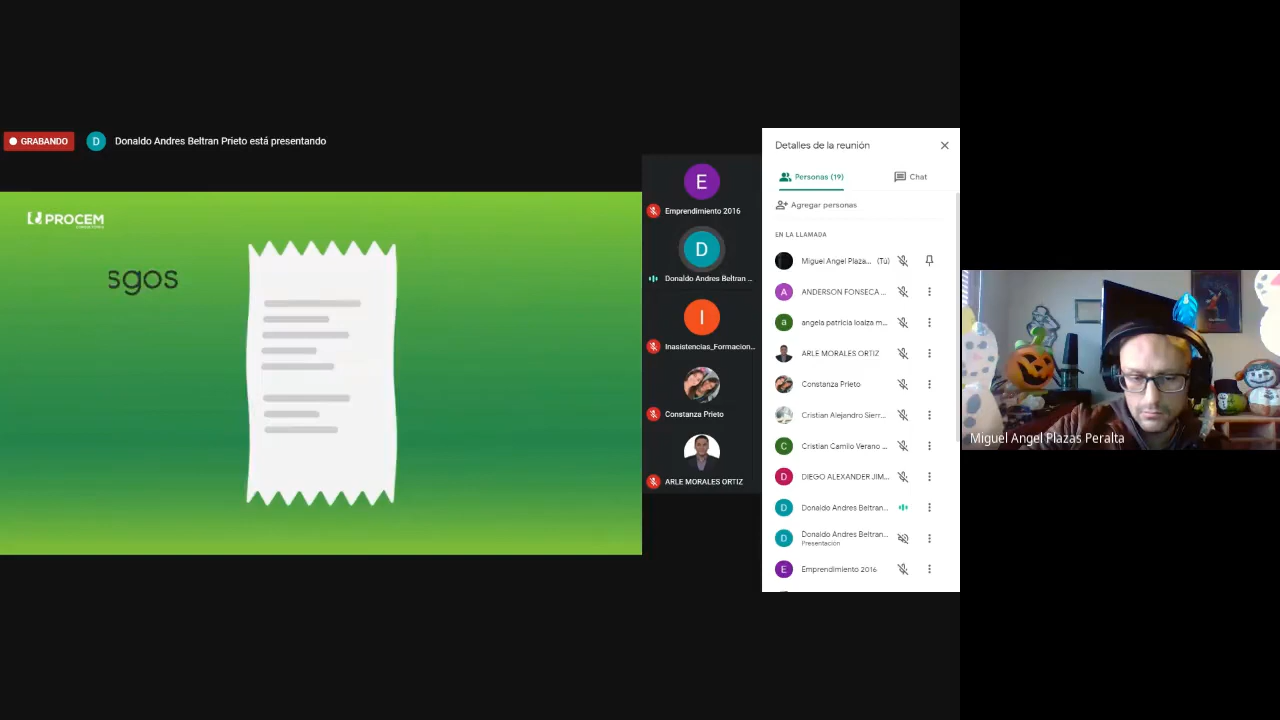 GRABANDO
D
Donaldo Andres Beltran Prieto está presentando
PROCEM
sgos
E
Emprendimiento 2016
D
Donaldo Andres Beltran ...
I
Inasistencias_Formacion...
Constanza Prieto
ARLE MORALES ORTIZ
Detalles de la reunión
Personas (19)
Chat
Agregar personas
EN LA LLAMADA
Miguel Angel Plaza... (Tú)
A
ANDERSON FONSECA ...
a
angela patricia loaiza m...
ARLE MORALES ORTIZ
Constanza Prieto
Cristian Alejandro Sierr...
C
Cristian Camilo Verano ...
D
DIEGO ALEXANDER JIM...
D
Donaldo Andres Beltran...
D
Donaldo Andres Beltran...
Presentación
E
Emprendimiento 2016
Miguel Angel Plazas Peralta